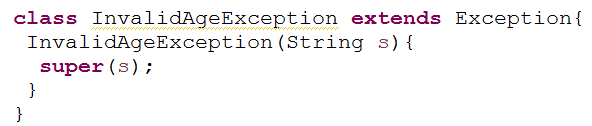 class InvalidAgeException extends Exception{
 InvalidAgeException(String s){
  super(s);
 }
}